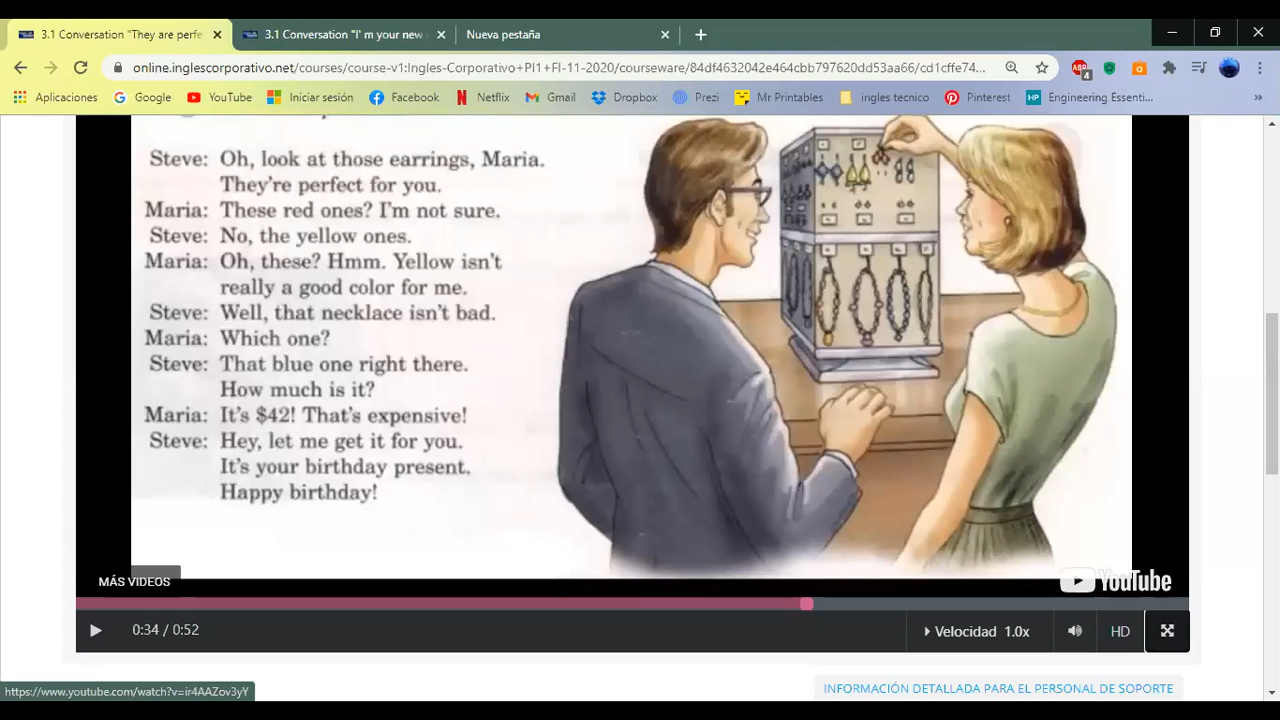 3.1 Conversation "They are perfe
3.1 Conversation "I' m your new
Nueva pestaña
online.inglescorporativo.net/courses/course-v1:Ingles-Corporativo+PI1+FI-11-2020/courseware/84df4632042e464cbb797620dd53aa66/cd1cffe74...
ABP
4
Aplicaciones
Google
YouTube
Iniciar sesión
Facebook
Netflix
Gmail
Dropbox
Prezi
Mr Printables
ingles tecnico
Pinterest
HP
Engineering Essenti...
»
Steve: Oh, look at those earrings, Maria.
They're perfect for you.
Maria: These red ones? I'm not sure.
Steve: No, the yellow ones.
Maria: Oh, these? Hmm. Yellow isn't
really a good color for me.
Steve: Well, that necklace isn't bad.
Maria: Which one?
Steve: That blue one right there.
How much is it?
Maria: It's $42! That's expensive!
Steve: Hey, let me get it for you.
It's your birthday present.
Happy birthday!
MÁS VIDEOS
YouTube
0:34 / 0:52
Velocidad 1.0x
HD
https://www.youtube.com/watch?v=ir4AAZov3yY
INFORMACIÓN DETALLADA PARA EL PERSONAL DE SOPORTE